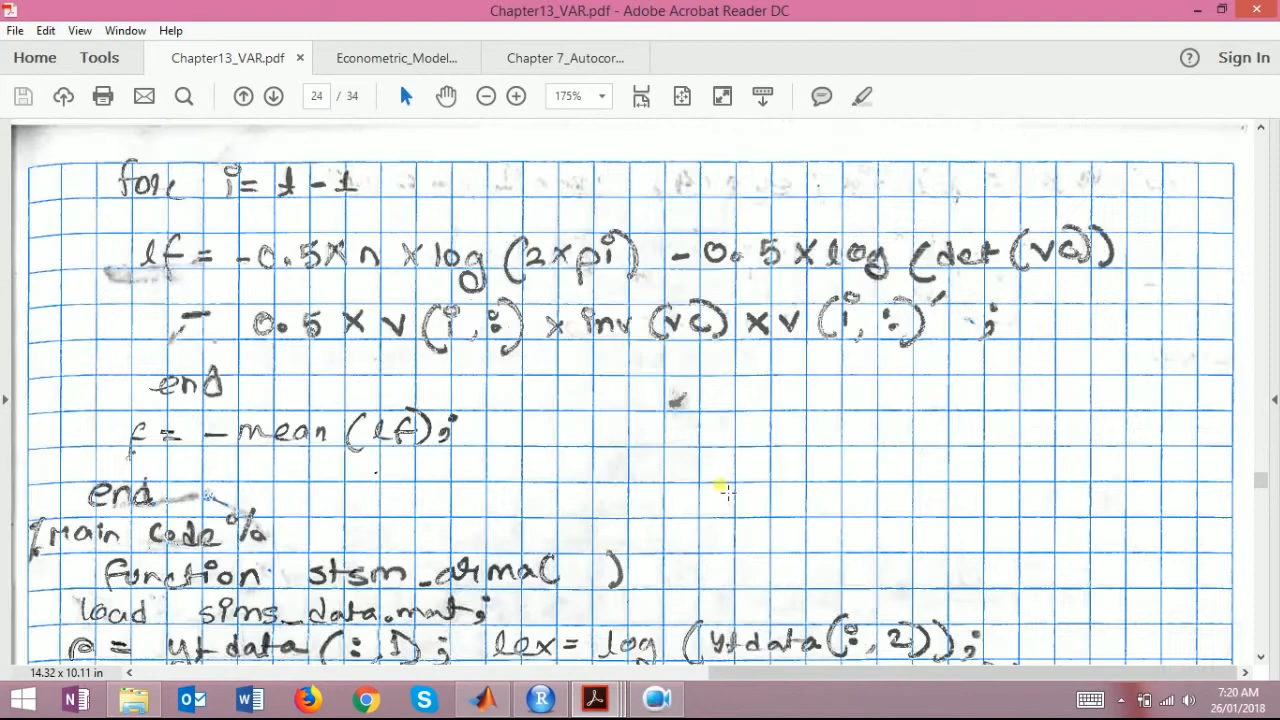 Chapter13_VAR.pdf - Adobe Acrobat Reader DC
File Edit View Window Help
Home Tools Chapter13_VAR.pdf × Econometric_Model... Chapter 7_Autocor... Sign In
24 / 34 175%
for i= 1 - 1
lf = -0.5 x n x log (2 x pi) - 0.5 x log (det (vc))
- 0.5 x v (i, :) x inv (vc) x v (i, :)' ;
end
f = - mean (lf);
end
Main Code %
function stsm_arma( )
load sims_data.mat;
= ytdata (:,1); lex = log (ytdata(:,2));
14.32 x 10.11 in
7:20 AM
26/01/2018